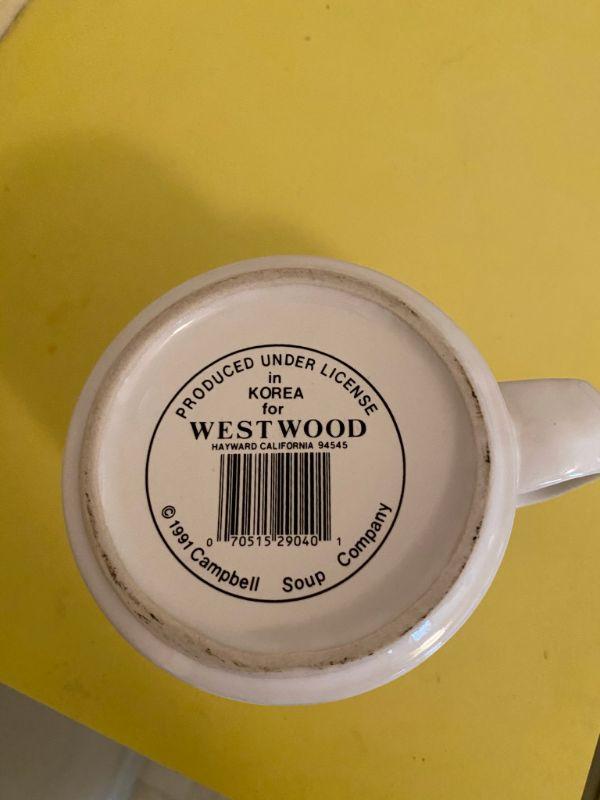 PRODUCED UNDER LICENSE
in
KOREA
for
WESTWOOD
HAYWARD CALIFORNIA 94545
0 70515 29040 1
© 1991 Campbell Soup Company